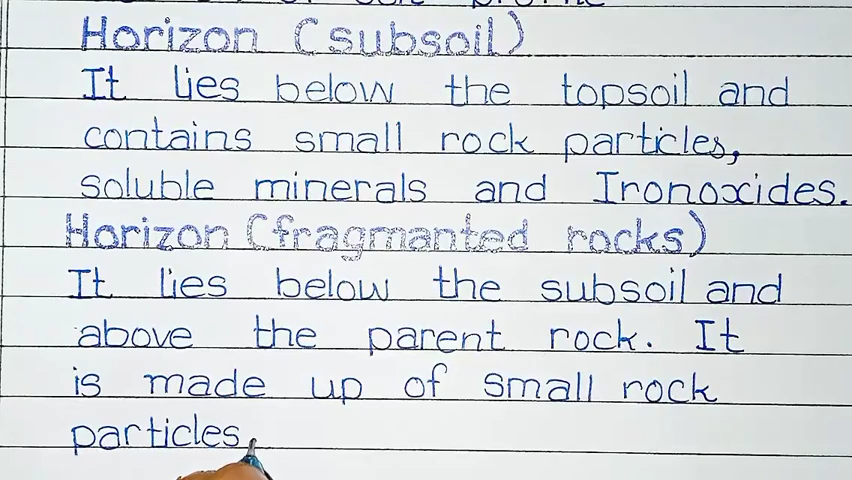 Horizon (subsoil)
It lies below the topsoil and
contains small rock particles,
soluble minerals and Ironoxides.
Horizon (fragmanted rocks)
It lies below the subsoil and
above the parent rock. It
is made up of small rock
particles